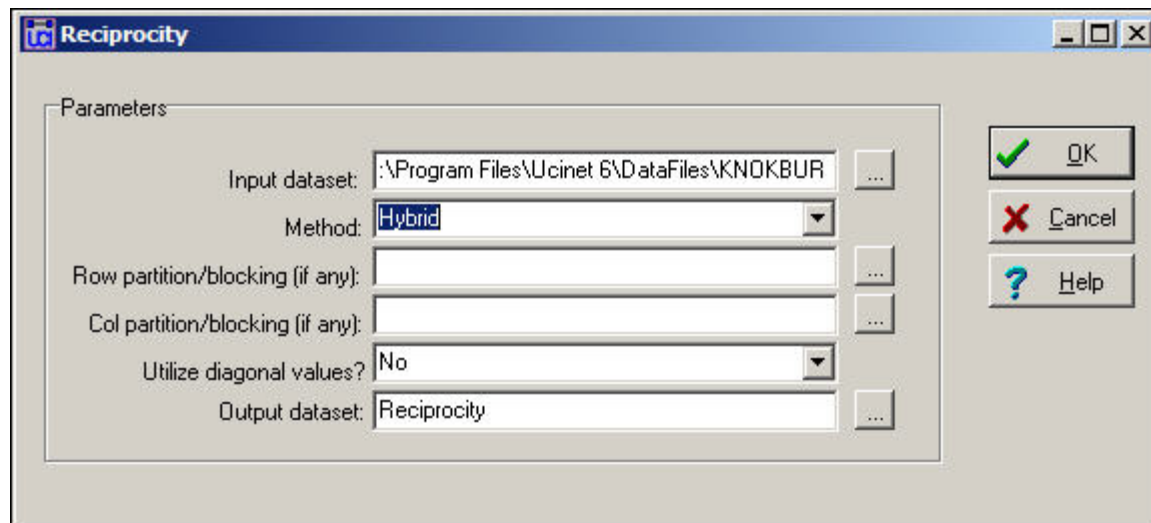 Reciprocity
Parameters
Input dataset: :\Program Files\Ucinet 6\DataFiles\KNOKBUR ...
Method: Hybrid
Row partition/blocking (if any): ...
Col partition/blocking (if any): ...
Utilize diagonal values? No
Output dataset: Reciprocity ...
OK
Cancel
? Help